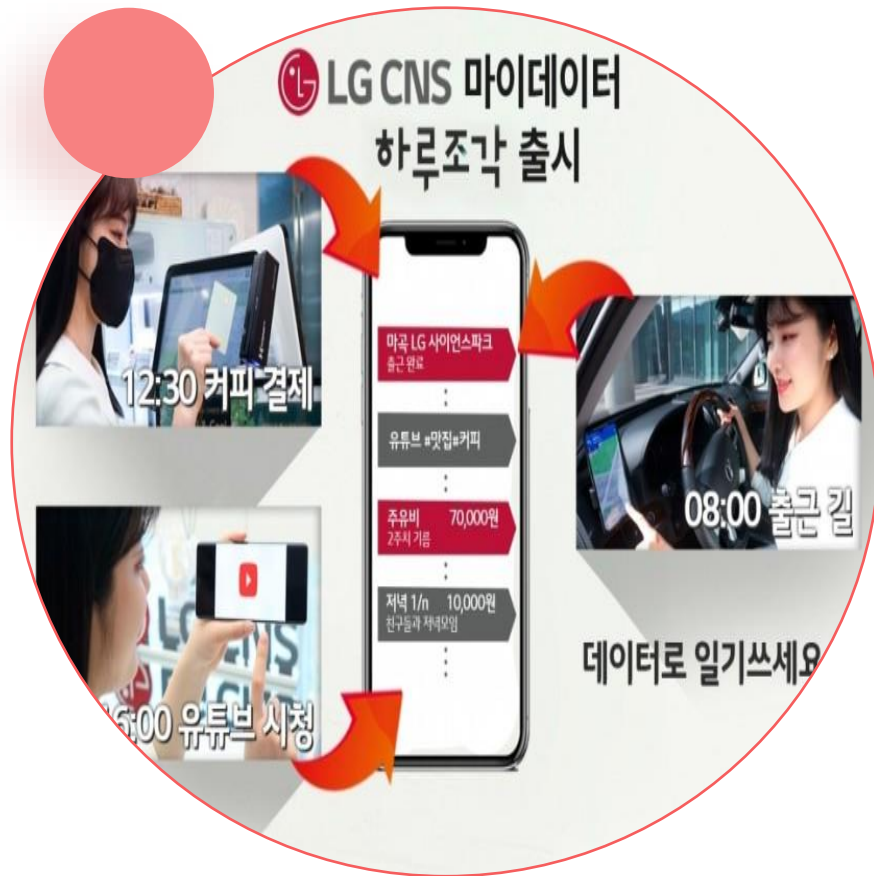 LG CNS 마이데이터
하루조각 출시
12:30 커피 결제
마곡 LG 사이언스파크
출근 완료
유튜브 #맛집#커피
주유비 70,000원
2주치 기름
저녁 1/n 10,000원
친구들과 저녁모임
08:00 출근 길
데이터로 일기쓰세요
LG CNS
6:00 유튜브 시청